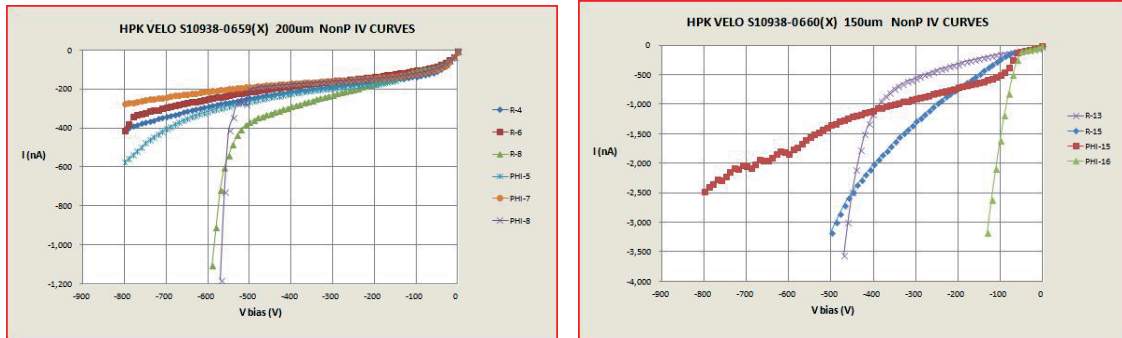 HPK VELO S10938-0659(X) 200um NonP IV CURVES
0
-200
-400
-600
-800
-1,000
-1,200
I (nA)
-900 -800 -700 -600 -500 -400 -300 -200 -100 0
V bias (V)
R-4
R-6
R-8
PHI-5
PHI-7
PHI-8
HPK VELO S10938-0660(X) 150um NonP IV CURVES
0
-500
-1,000
-1,500
-2,000
-2,500
-3,000
-3,500
-4,000
I (nA)
-900 -800 -700 -600 -500 -400 -300 -200 -100 0
V bias (V)
R-13
R-15
PHI-15
PHI-16